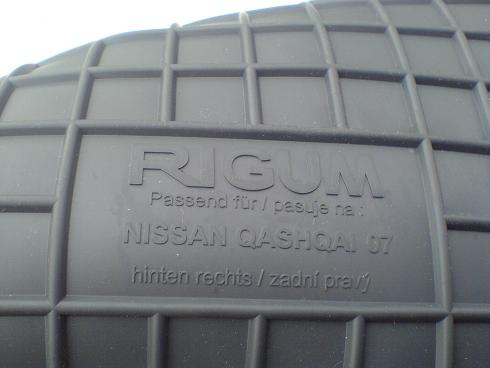 RIGUM
Passend für / pasuje na :
NISSAN QASHQAI 07
hinten rechts / zadní pravý